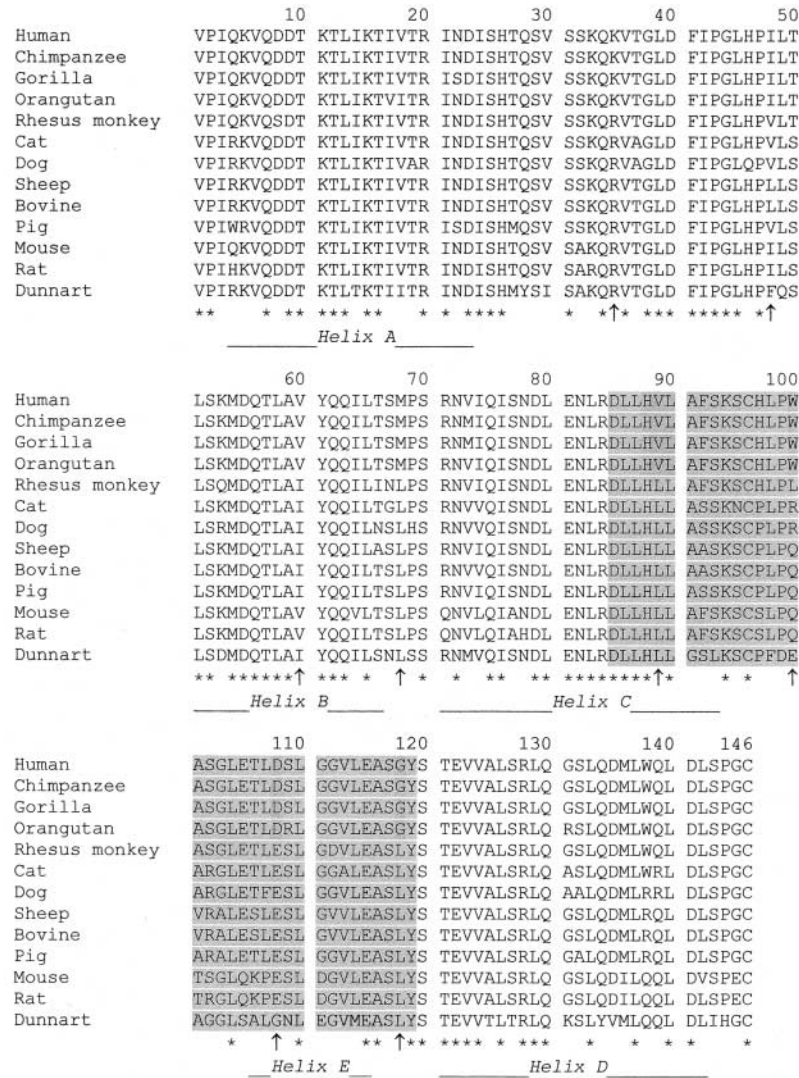 10 20 30 40 50
Human VPIQKVQDDT KTLIKTIVTR INDISHTQSV SSKQKVTGLD FIPGLHPILT
Chimpanzee VPIQKVQDDT KTLIKTIVTR INDISHTQSV SSKQKVTGLD FIPGLHPILT
Gorilla VPIQKVQDDT KTLIKTIVTR ISDISHTQSV SSKQKVTGLD FIPGLHPILT
Orangutan VPIQKVQDDT KTLIKTVITR INDISHTQSV SSKQKVTGLD FIPGLHPILT
Rhesus monkey VPIQKVQSDT KTLIKTIVTR INDISHTQSV SSKQRVTGLD FIPGLHPVLT
Cat VPIRKVQDDT KTLIKTIVTR INDISHTQSV SSKQRVAGLD FIPGLHPVLS
Dog VPIRKVQDDT KTLIKTIVAR INDISHTQSV SSKQRVAGLD FIPGLQPVLS
Sheep VPIRKVQDDT KTLIKTIVTR INDISHTQSV SSKQRVTGLD FIPGLHPLLS
Bovine VPIRKVQDDT KTLIKTIVTR INDISHTQSV SSKQRVTGLD FIPGLHPLLS
Pig VPIWRVQDDT KTLIKTIVTR ISDISHMQSV SSKQRVTGLD FIPGLHPVLS
Mouse VPIQKVQDDT KTLIKTIVTR INDISHTQSV SAKQRVTGLD FIPGLHPILS
Rat VPIHKVQDDT KTLIKTIVTR INDISHTQSV SARQRVTGLD FIPGLHPILS
Dunnart VPIRKVQDDT KTLTKTIITR INDISHMYSI SAKQRVTGLD FIPGLHPFQS
** * ** *** ** * * **** * *↑* *** ***** *↑
Helix A
60 70 80 90 100
Human LSKMDQTLAV YQQILTSMPS RNVIQISNDL ENLRDLLHVL AFSKSCHLPW
Chimpanzee LSKMDQTLAV YQQILTSMPS RNMIQISNDL ENLRDLLHVL AFSKSCHLPW
Gorilla LSKMDQTLAV YQQILTSMPS RNMIQISNDL ENLRDLLHVL AFSKSCHLPW
Orangutan LSKMDQTLAV YQQILTSMPS RNVIQISNDL ENLRDLLHVL AFSKSCHLPW
Rhesus monkey LSQMDQTLAI YQQILINLPS RNVIQISNDL ENLRDLLHLL AFSKSCHLPL
Cat LSKMDQTLAI YQQILTGLPS RNVVQISNDL ENLRDLLHLL ASSKNCPLPR
Dog LSRMDQTLAI YQQILNSLHS RNVVQISNDL ENLRDLLHLL ASSKSCPLPR
Sheep LSKMDQTLAI YQQILASLPS RNVIQISNDL ENLRDLLHLL AASKSCPLPQ
Bovine LSKMDQTLAI YQQILTSLPS RNVVQISNDL ENLRDLLHLL AASKSCPLPQ
Pig LSKMDQTLAI YQQILTSLPS RNVIQISNDL ENLRDLLHLL ASSKSCPLPQ
Mouse LSKMDQTLAV YQQVLTSLPS QNVLQIANDL ENLRDLLHLL AFSKSCSLPQ
Rat LSKMDQTLAV YQQILTSLPS QNVLQIAHDL ENLRDLLHLL AFSKSCSLPQ
Dunnart LSDMDQTLAI YQQILSNLSS RNMVQISNDL ENLRDLLHLL GSLKSCPFDE
** ******↑ *** * ↑ * * ** ** ********↑* * * ↑
Helix B Helix C
110 120 130 140 146
Human ASGLETLDSL GGVLEASGYS TEVVALSRLQ GSLQDMLWQL DLSPGC
Chimpanzee ASGLETLDSL GGVLEASGYS TEVVALSRLQ GSLQDMLWQL DLSPGC
Gorilla ASGLETLDSL GGVLEASGYS TEVVALSRLQ GSLQDMLWQL DLSPGC
Orangutan ASGLETLDRL GGVLEASGYS TEVVALSRLQ RSLQDMLWQL DLSPGC
Rhesus monkey ASGLETLESL GDVLEASLYS TEVVALSRLQ GSLQDMLWQL DLSPGC
Cat ARGLETLESL GGALEASLYS TEVVALSRLQ ASLQDMLWRL DLSPGC
Dog ARGLETFESL GGVLEASLYS TEVVALSRLQ AALQDMLRRL DLSPGC
Sheep VRALESLESL GVVLEASLYS TEVVALSRLQ GSLQDMLRQL DLSPGC
Bovine VRALESLESL GVVLEASLYS TEVVALSRLQ GSLQDMLRQL DLSPGC
Pig ARALETLESL GGVLEASLYS TEVVALSRLQ GALQDMLRQL DLSPGC
Mouse TSGLQKPESL DGVLEASLYS TEVVALSRLQ GSLQDILQQL DVSPEC
Rat TRGLQKPESL DGVLEASLYS TEVVALSRLQ GSLQDILQQL DVSPEC
Dunnart AGGLSALGNL EGVMEASLYS TEVVTLTRLQ KSLYVMLQQL DLIHGC
* ↑ * * **↑** **** * *** * * * * *
Helix E Helix D